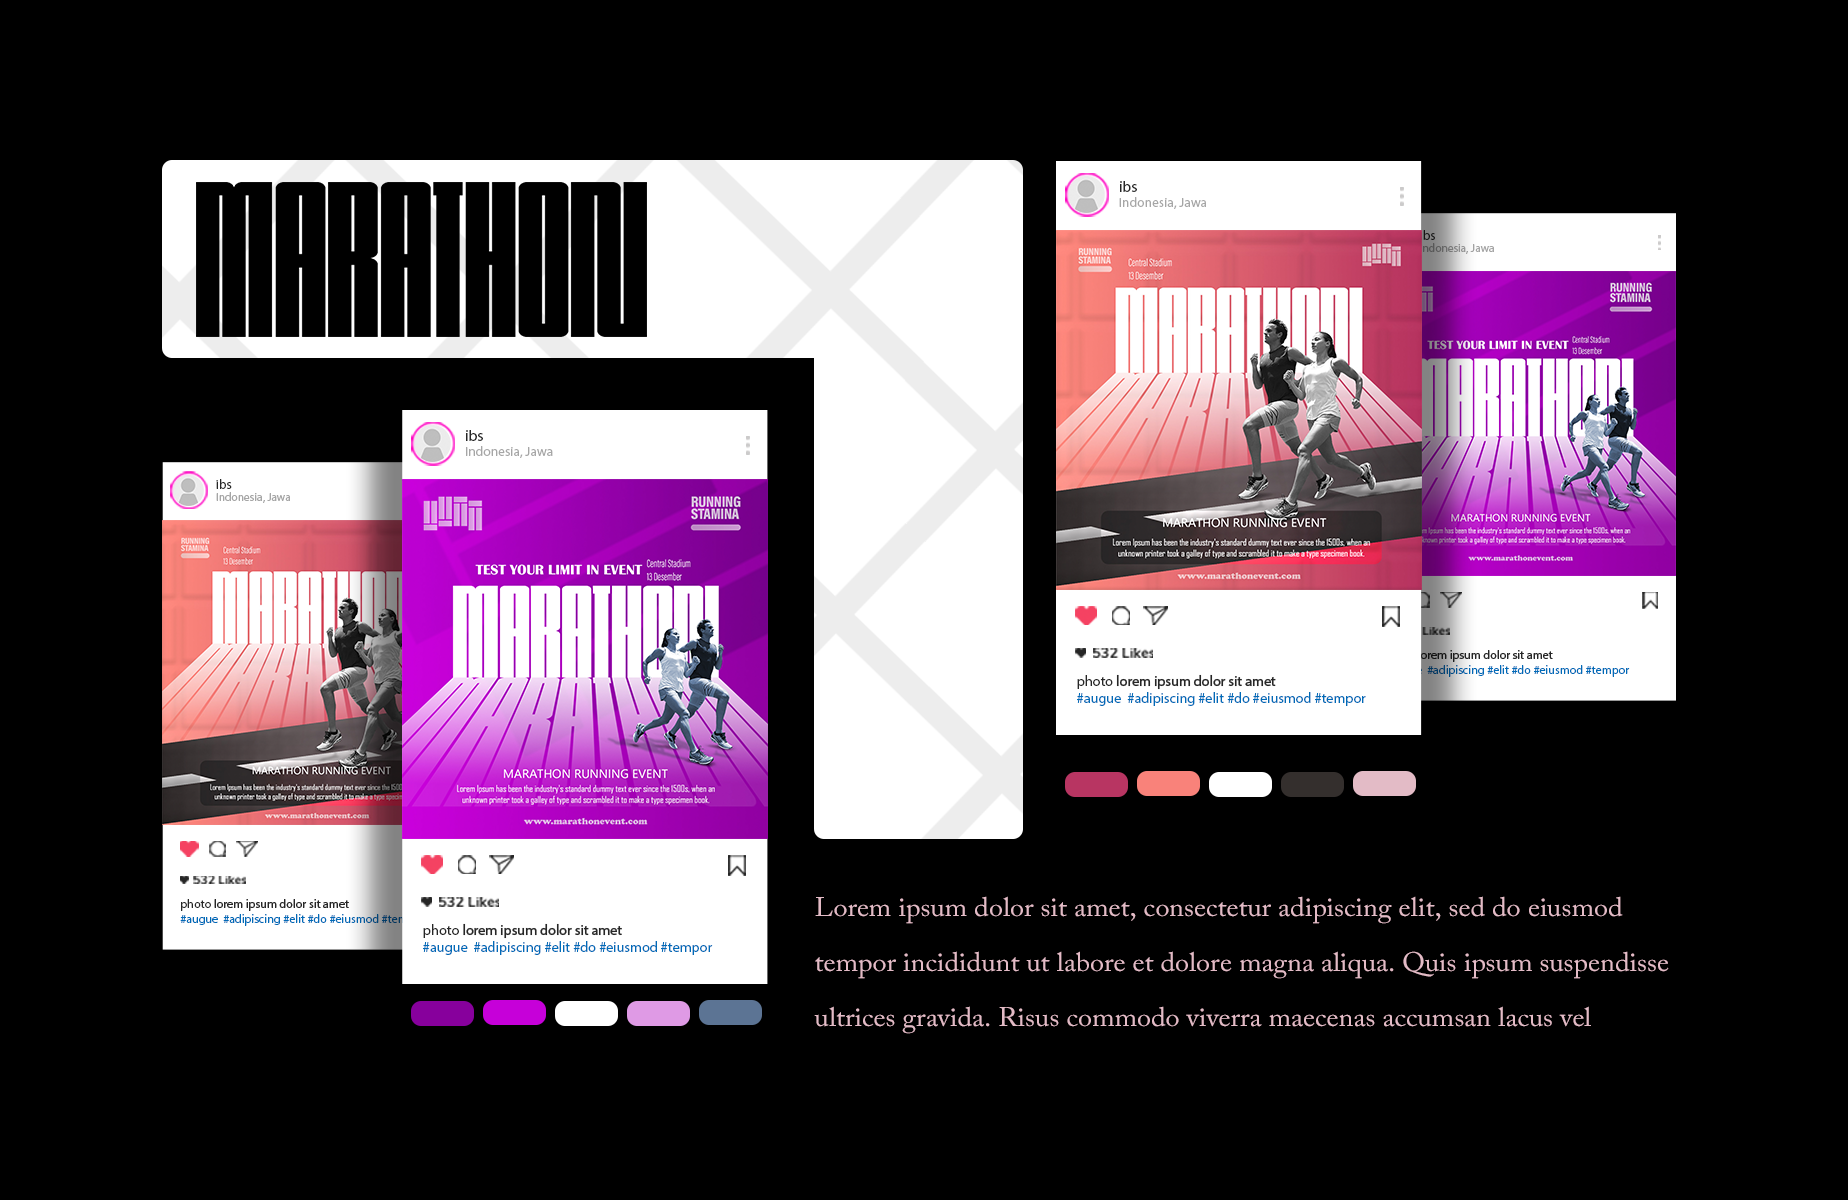 MARATHON
ibs
Indonesia, Jawa
RUNNING
STAMINA
Central Stadium
13 Desember
MARATHON
MARATHON RUNNING EVENT
Lorem Ipsum has been the industry's standard dummy text ever since the 1500s, when an
unknown printer took a galley of type and scrambled it to make a type specimen book.
www.marathonevent.com
532 Likes
photo lorem ipsum dolor sit amet
#augue #adipiscing #elit #do #eiusmod #tempor
bs
ndonesia, Jawa
RUNNING
STAMINA
TEST YOUR LIMIT IN EVENT
Central Stadium
13 Desember
MARATHON
MARATHON RUNNING EVENT
Lorem Ipsum has been the industry's standard dummy text ever since the 1500s, when an
unknown printer took a galley of type and scrambled it to make a type specimen book.
www.marathonevent.com
Likes
orem ipsum dolor sit amet
#adipiscing #elit #do #eiusmod #tempor
ibs
Indonesia, Jawa
RUNNING
STAMINA
TEST YOUR LIMIT IN EVENT
Central Stadium
13 Desember
MARATHON
MARATHON RUNNING EVENT
Lorem Ipsum has been the industry's standard dummy text ever since the 1500s, when an
unknown printer took a galley of type and scrambled it to make a type specimen book.
www.marathonevent.com
532 Likes
photo lorem ipsum dolor sit amet
#augue #adipiscing #elit #do #eiusmod #tempor
ibs
Indonesia, Jawa
RUNNING
STAMINA
Central Stadium
13 Desember
MARATHON
MARATHON RUNNING EVENT
Lorem Ipsum has been the industry's standard dummy text ever since the 150
unknown printer took a galley of type and scrambled it to make a type specime
www.marathonevent.com
532 Likes
photo lorem ipsum dolor sit amet
#augue #adipiscing #elit #do #eiusmod #ter
Lorem ipsum dolor sit amet, consectetur adipiscing elit, sed do eiusmod
tempor incididunt ut labore et dolore magna aliqua. Quis ipsum suspendisse
ultrices gravida. Risus commodo viverra maecenas accumsan lacus vel